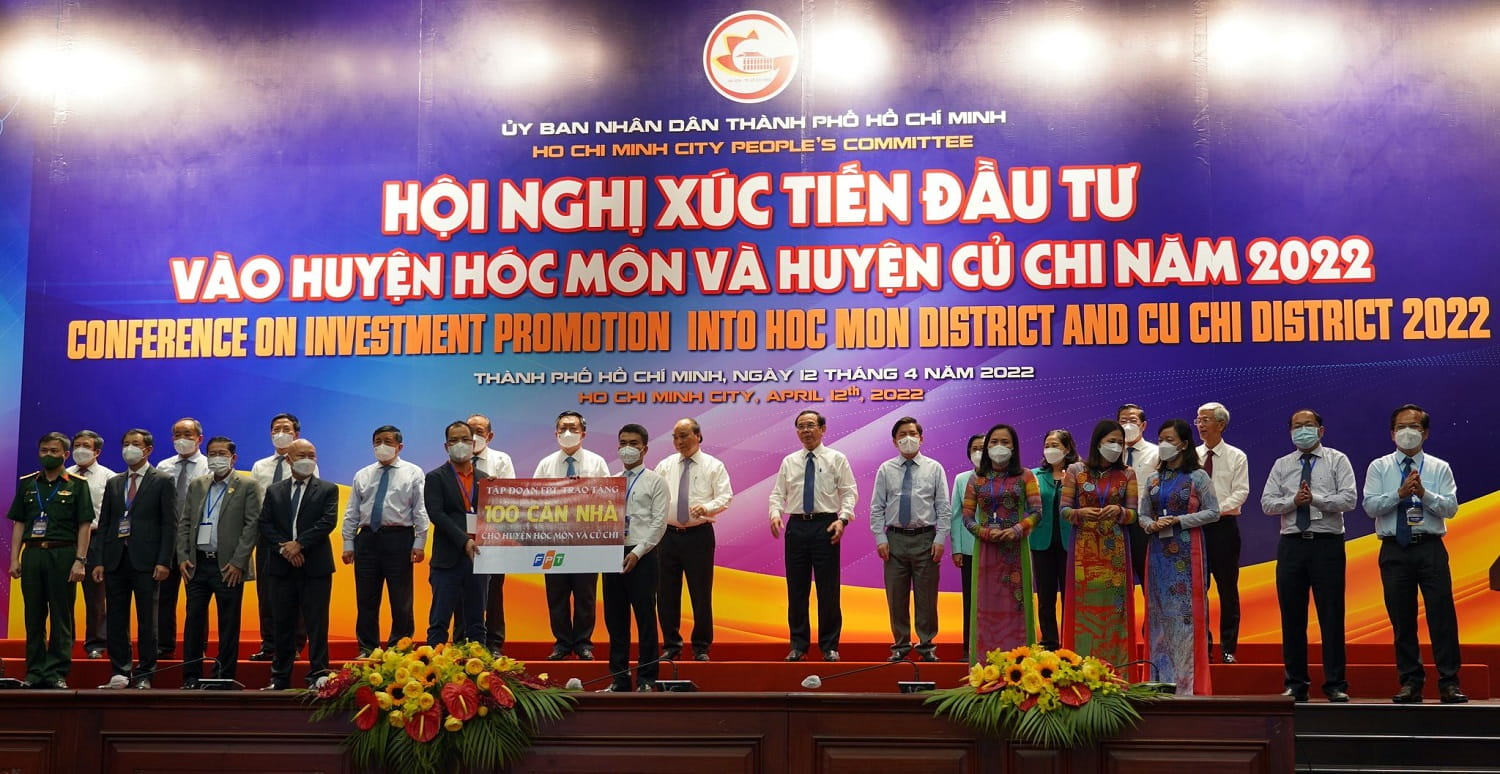 ỦY BAN NHÂN DÂN THÀNH PHỐ HỒ CHÍ MINH
HO CHI MINH CITY PEOPLE'S COMMITTEE
HỘI NGHỊ XÚC TIẾN ĐẦU TƯ
VÀO HUYỆN HÓC MÔN VÀ HUYỆN CỦ CHI NĂM 2022
CONFERENCE ON INVESTMENT PROMOTION INTO HOC MON DISTRICT AND CU CHI DISTRICT 2022
THÀNH PHỐ HỒ CHÍ MINH, NGÀY 12 THÁNG 4 NĂM 2022
HO CHI MINH CITY, APRIL 12th, 2022
TẬP ĐOÀN FPT TRAO TẶNG
100 CĂN NHÀ
CHO HUYỆN HÓC MÔN VÀ CỦ CHI
FPT